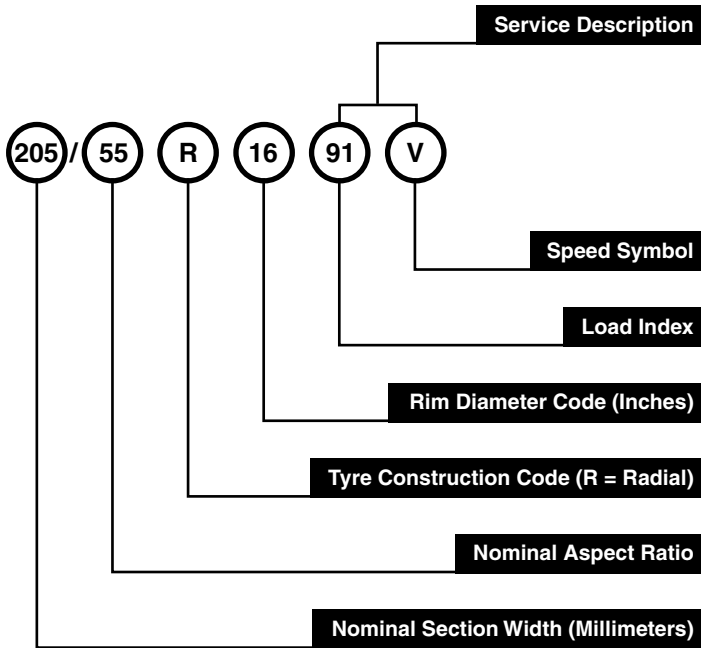 Service Description
205 / 55 R 16 91 V
Speed Symbol
Load Index
Rim Diameter Code (Inches)
Tyre Construction Code (R = Radial)
Nominal Aspect Ratio
Nominal Section Width (Millimeters)